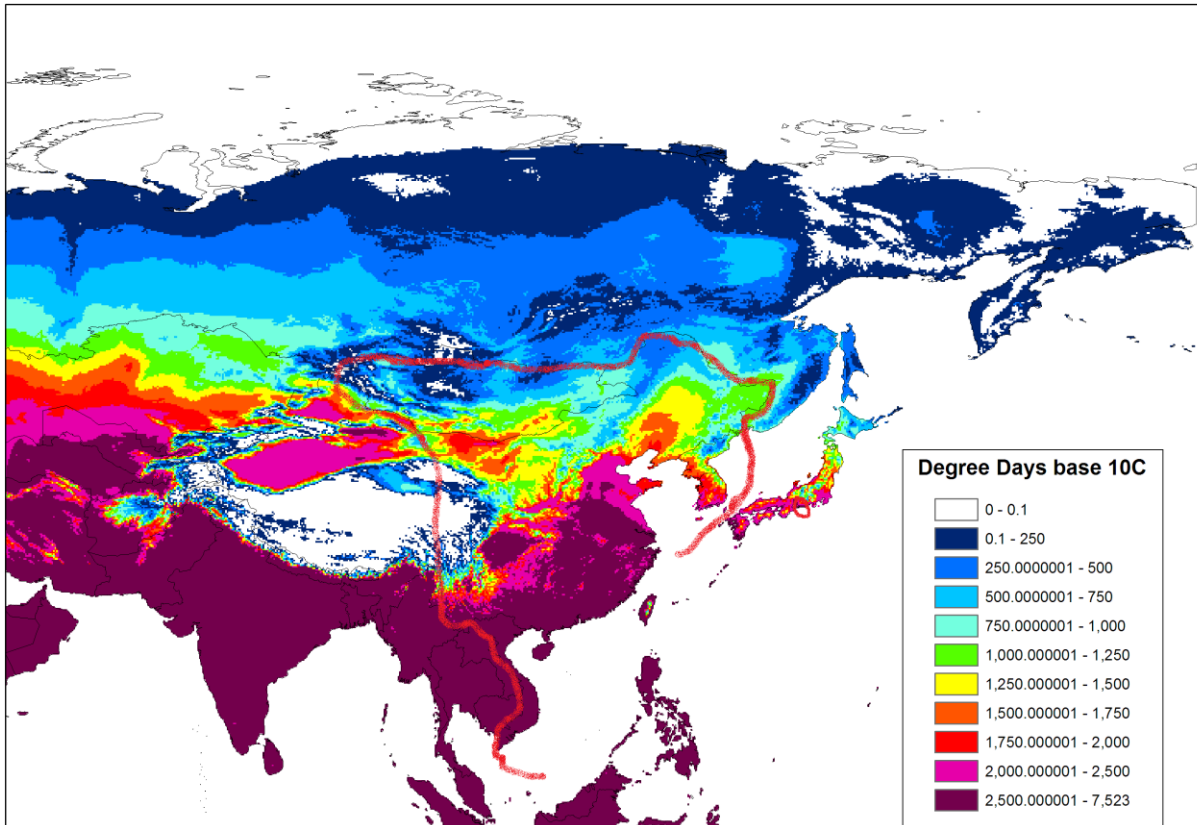 Degree Days base 10C
0 - 0.1
0.1 - 250
250.0000001 - 500
500.0000001 - 750
750.0000001 - 1,000
1,000.000001 - 1,250
1,250.000001 - 1,500
1,500.000001 - 1,750
1,750.000001 - 2,000
2,000.000001 - 2,500
2,500.000001 - 7,523